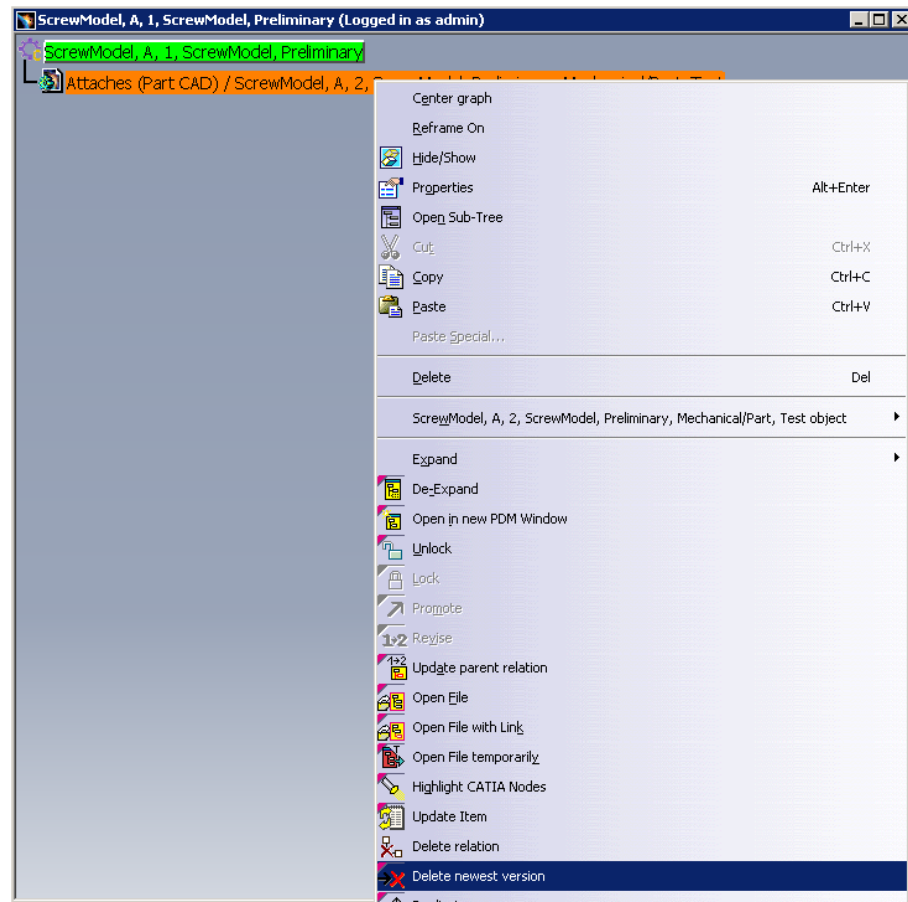 ScrewModel, A, 1, ScrewModel, Preliminary (Logged in as admin)
ScrewModel, A, 1, ScrewModel, Preliminary
Attaches (Part CAD) / ScrewModel, A, 2,
Center graph
Reframe On
Hide/Show
Properties Alt+Enter
Open Sub-Tree
Cut Ctrl+X
Copy Ctrl+C
Paste Ctrl+V
Paste Special...
Delete Del
ScrewModel, A, 2, ScrewModel, Preliminary, Mechanical/Part, Test object
Expand
De-Expand
Open in new PDM Window
Unlock
Lock
Promote
1→2 Revise
1→2 Update parent relation
Open File
Open File with Link
Open File temporarily
Highlight CATIA Nodes
Update Item
Delete relation
Delete newest version